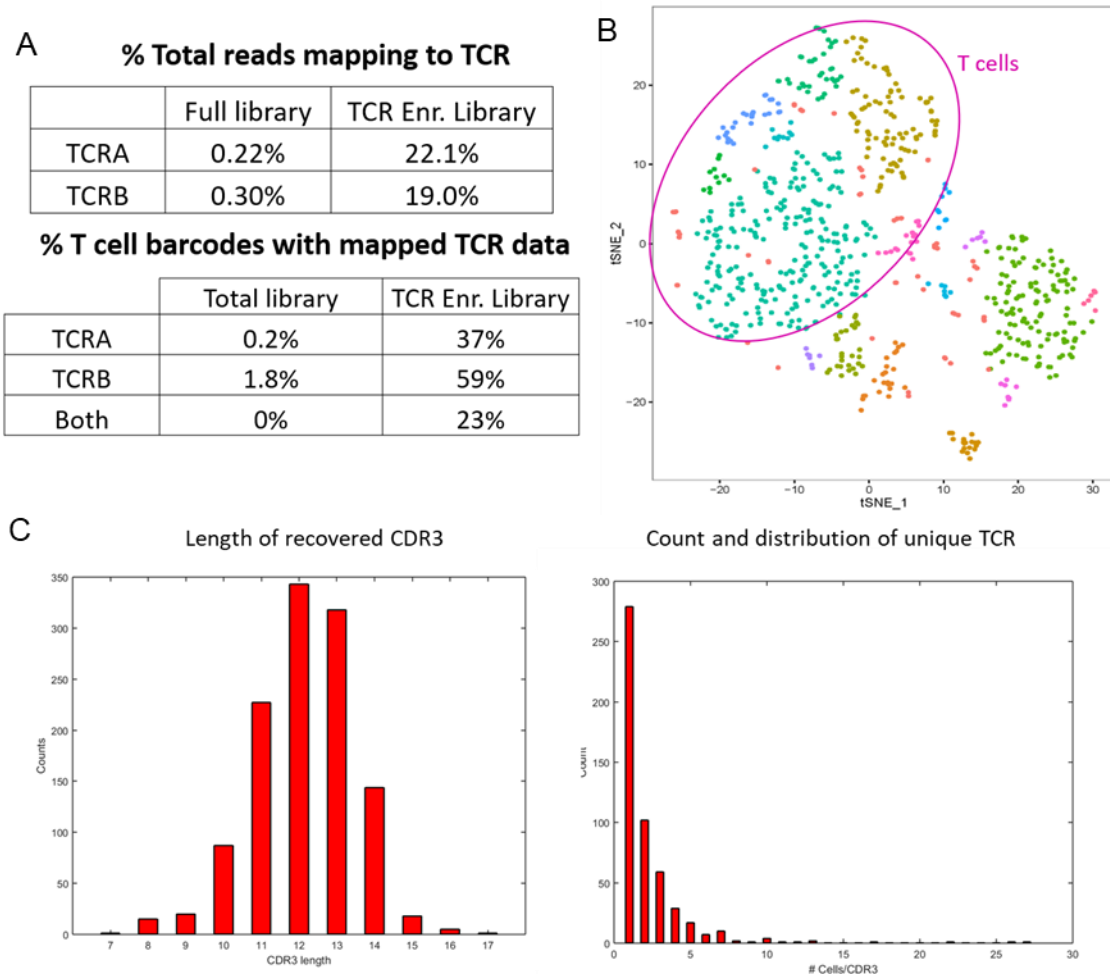 A
% Total reads mapping to TCR
Full library TCR Enr. Library
TCRA 0.22% 22.1%
TCRB 0.30% 19.0%
% T cell barcodes with mapped TCR data
Total library TCR Enr. Library
TCRA 0.2% 37%
TCRB 1.8% 59%
Both 0% 23%
B
T cells
20
10
0
−10
−20
tSNE_2
−20 −10 0 10 20 30
tSNE_1
C
Length of recovered CDR3
350
300
250
200
150
100
50
0
Counts
7 8 9 10 11 12 13 14 15 16 17
CDR3 length
Count and distribution of unique TCR
300
250
200
150
100
50
0
Count
0 5 10 15 20 25 30
# Cells/CDR3